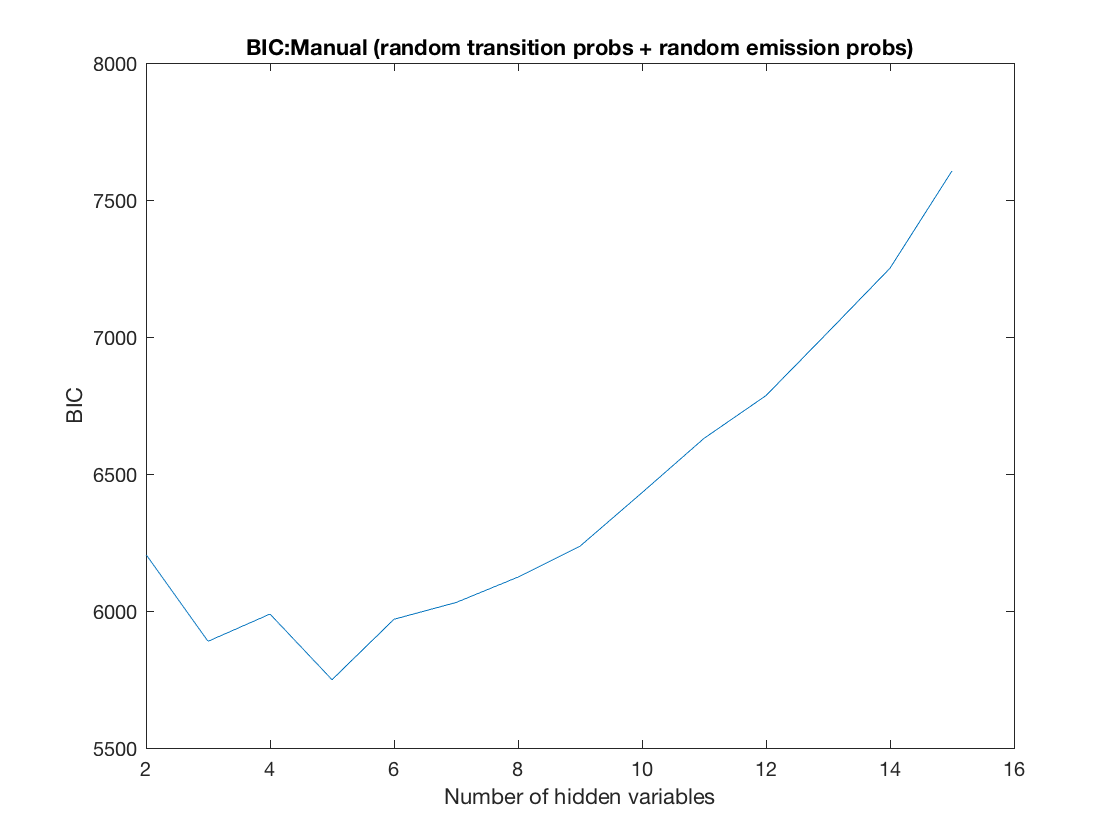 BIC:Manual (random transition probs + random emission probs)
8000
7500
7000
6500
6000
5500
BIC
2 4 6 8 10 12 14 16
Number of hidden variables